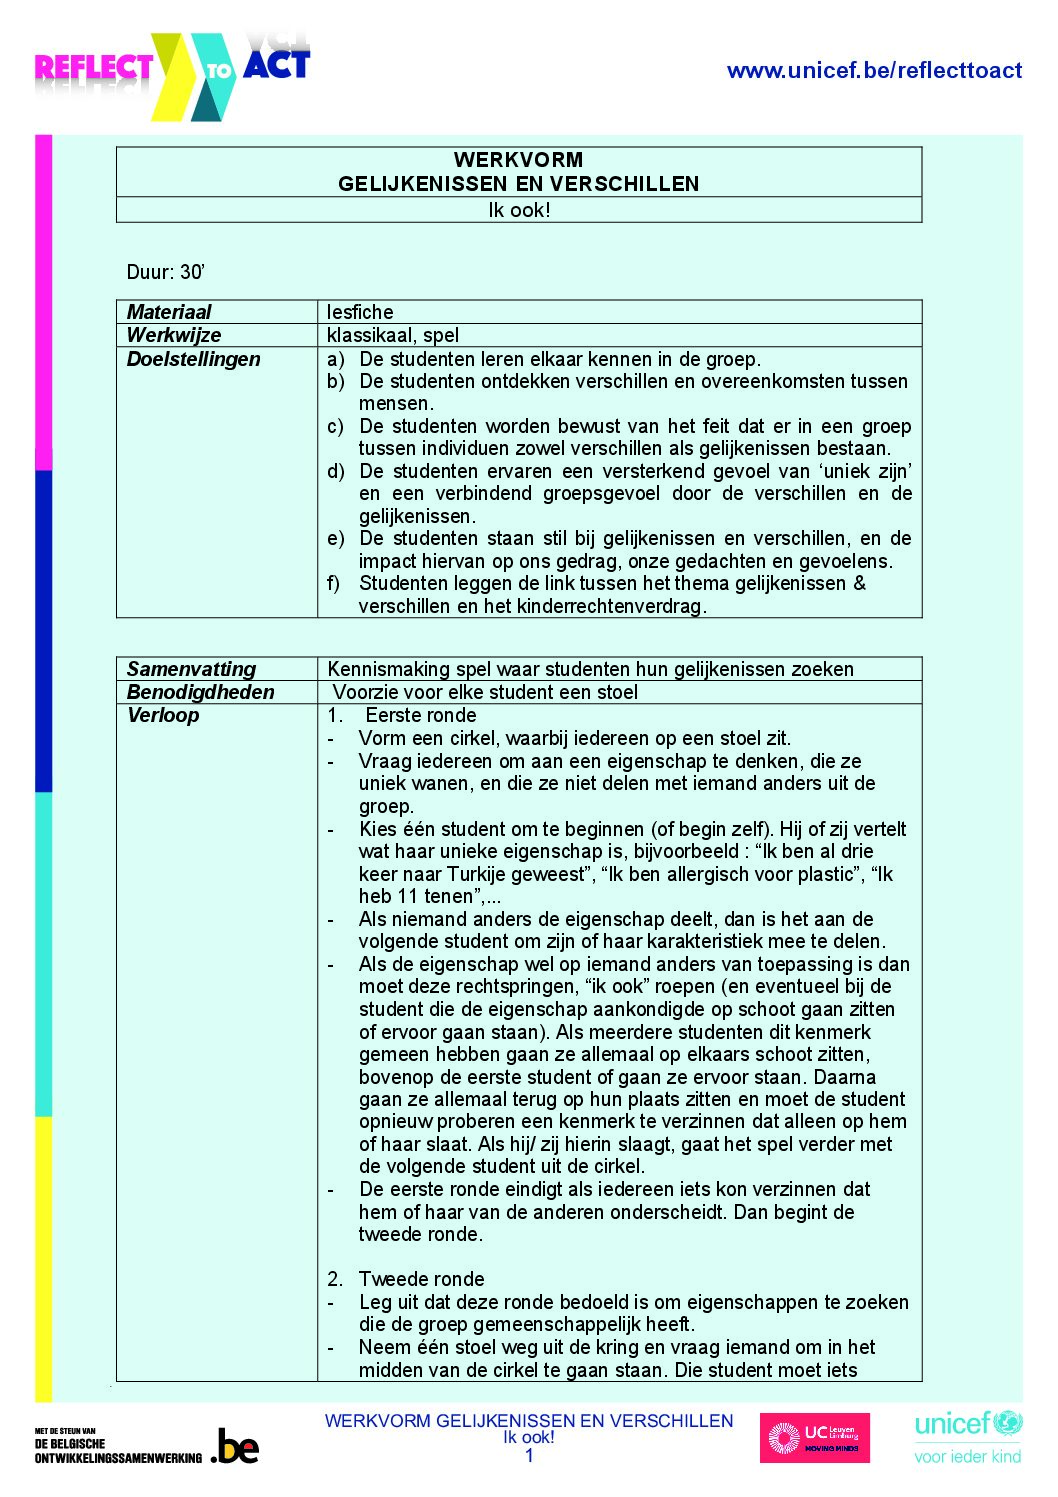 REFLECT TO ACT
www.unicef.be/reflecttoact
WERKVORM
GELIJKENISSEN EN VERSCHILLEN
Ik ook!
Duur: 30’
Materiaal lesfiche
Werkwijze klassikaal, spel
Doelstellingen a) De studenten leren elkaar kennen in de groep.
b) De studenten ontdekken verschillen en overeenkomsten tussen
mensen.
c) De studenten worden bewust van het feit dat er in een groep
tussen individuen zowel verschillen als gelijkenissen bestaan.
d) De studenten ervaren een versterkend gevoel van ‘uniek zijn’
en een verbindend groepsgevoel door de verschillen en de
gelijkenissen.
e) De studenten staan stil bij gelijkenissen en verschillen, en de
impact hiervan op ons gedrag, onze gedachten en gevoelens.
f) Studenten leggen de link tussen het thema gelijkenissen &
verschillen en het kinderrechtenverdrag.
Samenvatting Kennismaking spel waar studenten hun gelijkenissen zoeken
Benodigdheden Voorzie voor elke student een stoel
Verloop 1. Eerste ronde
- Vorm een cirkel, waarbij iedereen op een stoel zit.
- Vraag iedereen om aan een eigenschap te denken, die ze
uniek wanen, en die ze niet delen met iemand anders uit de
groep.
- Kies één student om te beginnen (of begin zelf). Hij of zij vertelt
wat haar unieke eigenschap is, bijvoorbeeld : “Ik ben al drie
keer naar Turkije geweest”, “Ik ben allergisch voor plastic”, “Ik
heb 11 tenen”,...
- Als niemand anders de eigenschap deelt, dan is het aan de
volgende student om zijn of haar karakteristiek mee te delen.
- Als de eigenschap wel op iemand anders van toepassing is dan
moet deze rechtspringen, “ik ook” roepen (en eventueel bij de
student die de eigenschap aankondigde op schoot gaan zitten
of ervoor gaan staan). Als meerdere studenten dit kenmerk
gemeen hebben gaan ze allemaal op elkaars schoot zitten,
bovenop de eerste student of gaan ze ervoor staan. Daarna
gaan ze allemaal terug op hun plaats zitten en moet de student
opnieuw proberen een kenmerk te verzinnen dat alleen op hem
of haar slaat. Als hij/ zij hierin slaagt, gaat het spel verder met
de volgende student uit de cirkel.
- De eerste ronde eindigt als iedereen iets kon verzinnen dat
hem of haar van de anderen onderscheidt. Dan begint de
tweede ronde.
2. Tweede ronde
- Leg uit dat deze ronde bedoeld is om eigenschappen te zoeken
die de groep gemeenschappelijk heeft.
- Neem één stoel weg uit de kring en vraag iemand om in het
midden van de cirkel te gaan staan. Die student moet iets
MET DE STEUN VAN
DE BELGISCHE
ONTWIKKELINGSSAMENWERKING
.be
WERKVORM GELIJKENISSEN EN VERSCHILLEN
Ik ook!
1
UC Leuven
Limburg
MOVING MINDS
unicef
voor ieder kind